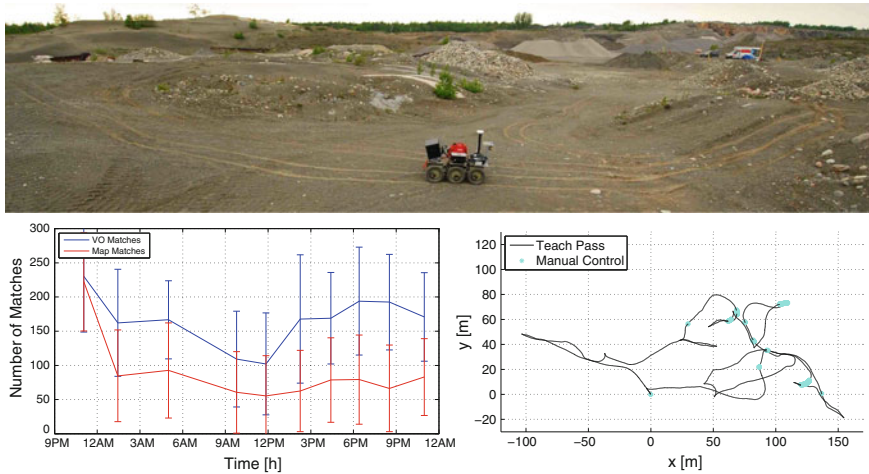 300
250
200
150
100
50
0
Number of Matches
VO Matches
Map Matches
9PM 12AM 3AM 6AM 9AM 12PM 3PM 6PM 9PM 12AM
Time [h]
120
100
80
60
40
20
0
−20
y [m]
Teach Pass
Manual Control
−100 −50 0 50 100 150
x [m]